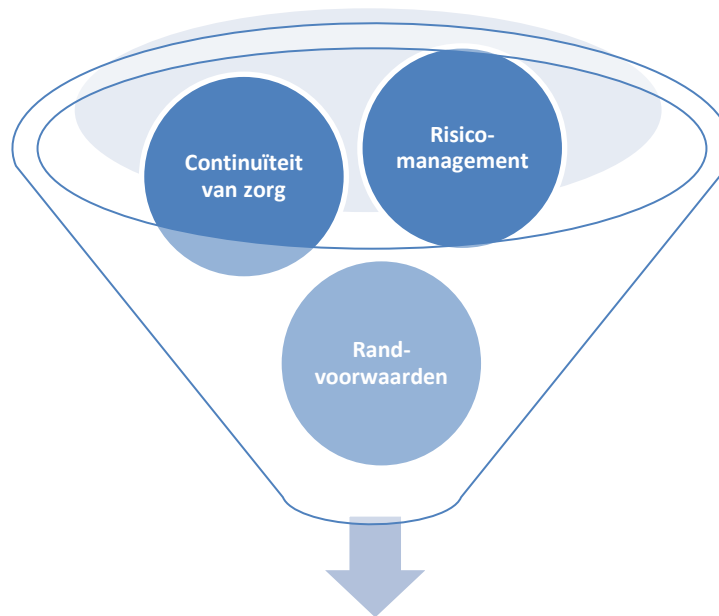 Continuïteit
van zorg
Risico-
management
Rand-
voorwaarden